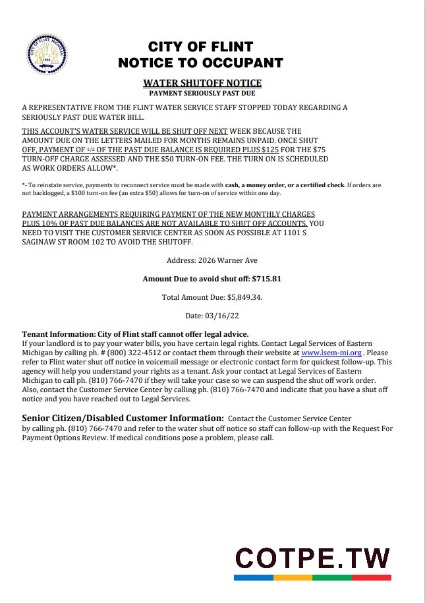 CITY OF FLINT
NOTICE TO OCCUPANT
WATER SHUTOFF NOTICE
PAYMENT SERIOUSLY PAST DUE
A REPRESENTATIVE FROM THE FLINT WATER SERVICE STAFF STOPPED TODAY REGARDING A
SERIOUSLY PAST DUE WATER BILL.
THIS ACCOUNT'S WATER SERVICE WILL BE SHUT OFF NEXT WEEK BECAUSE THE
AMOUNT DUE ON THE LETTERS MAILED FOR MONTHS REMAINS UNPAID. ONCE SHUT
OFF, PAYMENT OF 1/2 OF THE PAST DUE BALANCE IS REQUIRED PLUS $125 FOR THE $75
TURN-OFF CHARGE ASSESSED AND THE $50 TURN-ON FEE. THE TURN ON IS SCHEDULED
AS WORK ORDERS ALLOW*.
*- To reinstate service, payments to reconnect service must be made with cash, a money order, or a certified check. If orders are
not backlogged, a $100 turn-on fee (an extra $50) allows for turn-on of service within one day.
PAYMENT ARRANGEMENTS REQUIRING PAYMENT OF THE NEW MONTHLY CHARGES
PLUS 10% OF PAST DUE BALANCES ARE NOT AVAILABLE TO SHUT OFF ACCOUNTS. YOU
NEED TO VISIT THE CUSTOMER SERVICE CENTER AS SOON AS POSSIBLE AT 1101 S
SAGINAW ST ROOM 102 TO AVOID THE SHUTOFF.
Address: 2026 Warner Ave
Amount Due to avoid shut off: $715.81
Total Amount Due: $5,849.34.
Date: 03/16/22
Tenant Information: City of Flint staff cannot offer legal advice.
If your landlord is to pay your water bills, you have certain legal rights. Contact Legal Services of Eastern
Michigan by calling ph. # (800) 322-4512 or contact them through their website at www.lsem-mi.org . Please
refer to Flint water shut off notice in voicemail message or electronic contact form for quickest follow-up. This
agency will help you understand your rights as a tenant. Ask your contact at Legal Services of Eastern
Michigan to call ph. (810) 766-7470 if they will take your case so we can suspend the shut off work order.
Also, contact the Customer Service Center by calling ph. (810) 766-7470 and indicate that you have a shut off
notice and you have reached out to Legal Services.
Senior Citizen/Disabled Customer Information: Contact the Customer Service Center
by calling ph. (810) 766-7470 and refer to the water shut off notice so staff can follow-up with the Request For
Payment Options Review. If medical conditions pose a problem, please call.
COTPE.TW